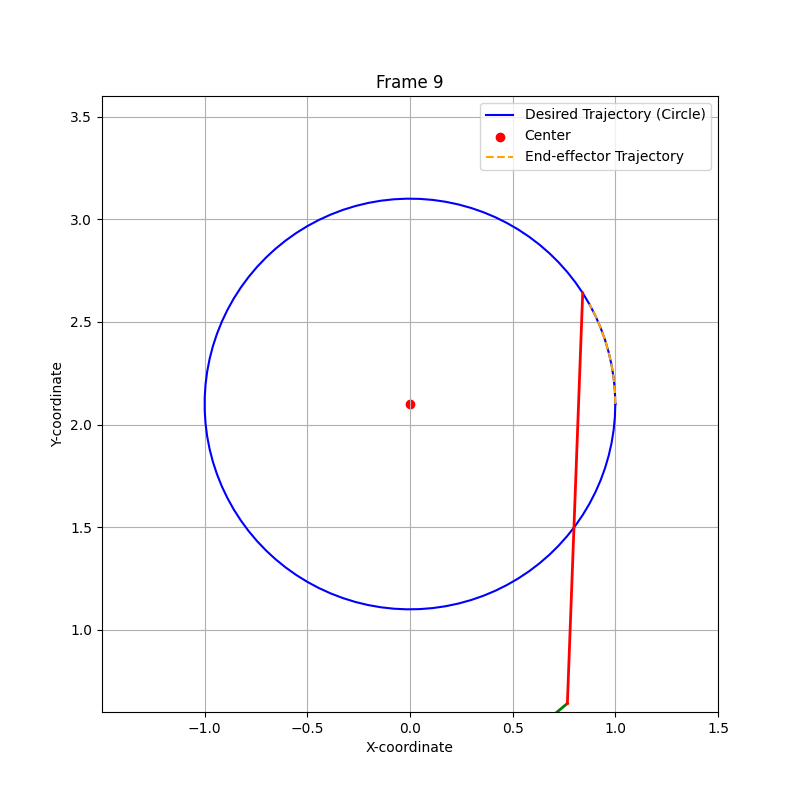 Frame 9
Desired Trajectory (Circle)
Center
End-effector Trajectory
Y-coordinate
3.5
3.0
2.5
2.0
1.5
1.0
−1.0
−0.5
0.0
0.5
1.0
1.5
X-coordinate